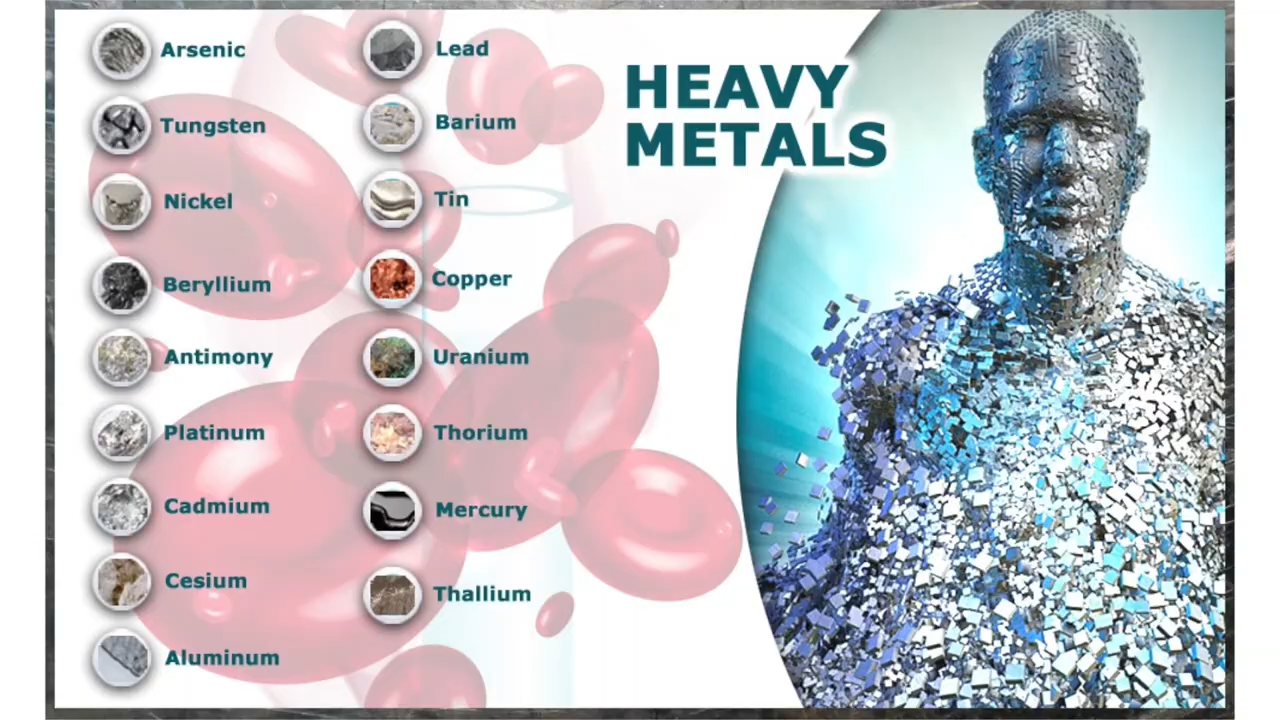 HEAVY
METALS
Arsenic
Tungsten
Nickel
Beryllium
Antimony
Platinum
Cadmium
Cesium
Aluminum
Lead
Barium
Tin
Copper
Uranium
Thorium
Mercury
Thallium